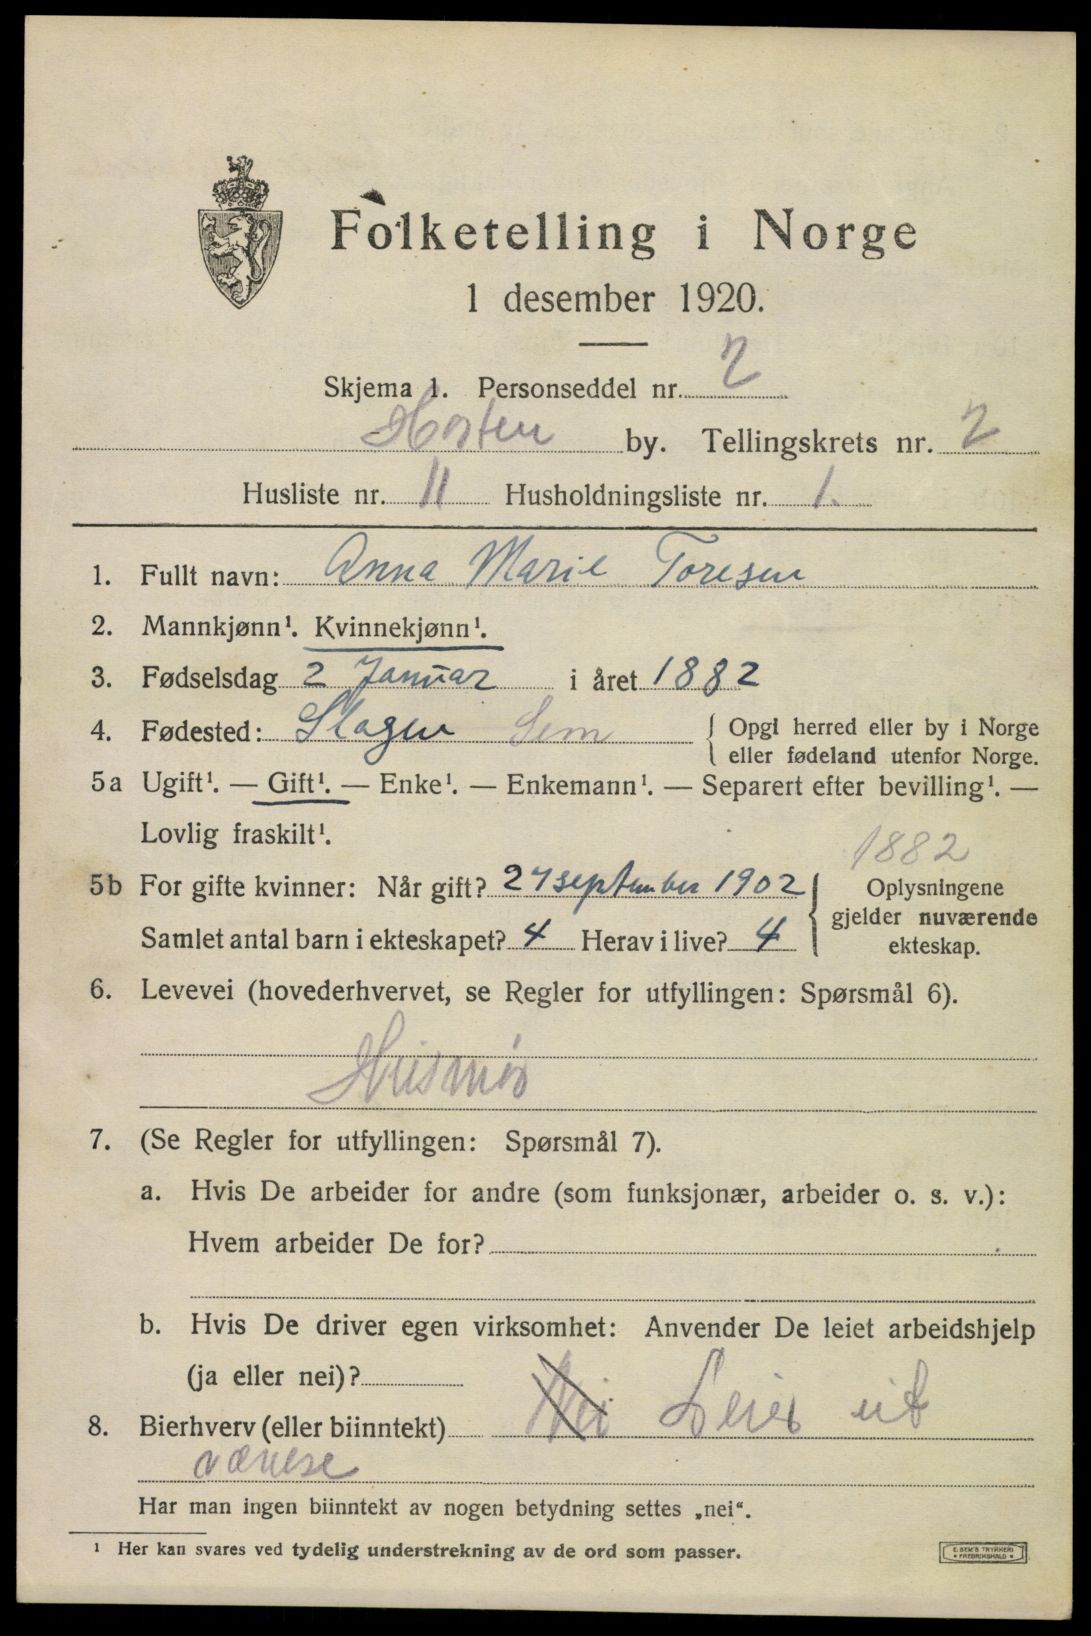 Folketelling i Norge
1 desember 1920.
Skjema 1. Personseddel nr. 2
Horten by. Tellingskrets nr. 2
Husliste nr. 11 Husholdningsliste nr. 1.
1. Fullt navn: Anna Marie Toresen
2. Mannkjønn¹. Kvinnekjønn¹.
3. Fødselsdag 2 Januar i året 1882
4. Fødested: Slagen Sem { Opgi herred eller by i Norge
eller fødeland utenfor Norge.
5a Ugift¹. — Gift¹. — Enke¹. — Enkemann¹. — Separert efter bevilling¹. —
Lovlig fraskilt¹.
1882
5b For gifte kvinner: Når gift? 27 september 1902 } Oplysningene
gjelder nuværende
Samlet antal barn i ekteskapet? 4 Herav i live? 4
ekteskap.
6. Levevei (hovederhvervet, se Regler for utfyllingen: Spørsmål 6).
Husmor
7. (Se Regler for utfyllingen: Spørsmål 7).
a. Hvis De arbeider for andre (som funksjonær, arbeider o. s. v.):
Hvem arbeider De for?
b. Hvis De driver egen virksomhet: Anvender De leiet arbeidshjelp
(ja eller nei)?
8. Bierhverv (eller biinntekt) Nei Leier ut
værelse
Har man ingen biinntekt av nogen betydning settes „nei“.
¹ Her kan svares ved tydelig understrekning av de ord som passer.
E. SEM'S TRYKKERI
• FREDRIKSHALD •